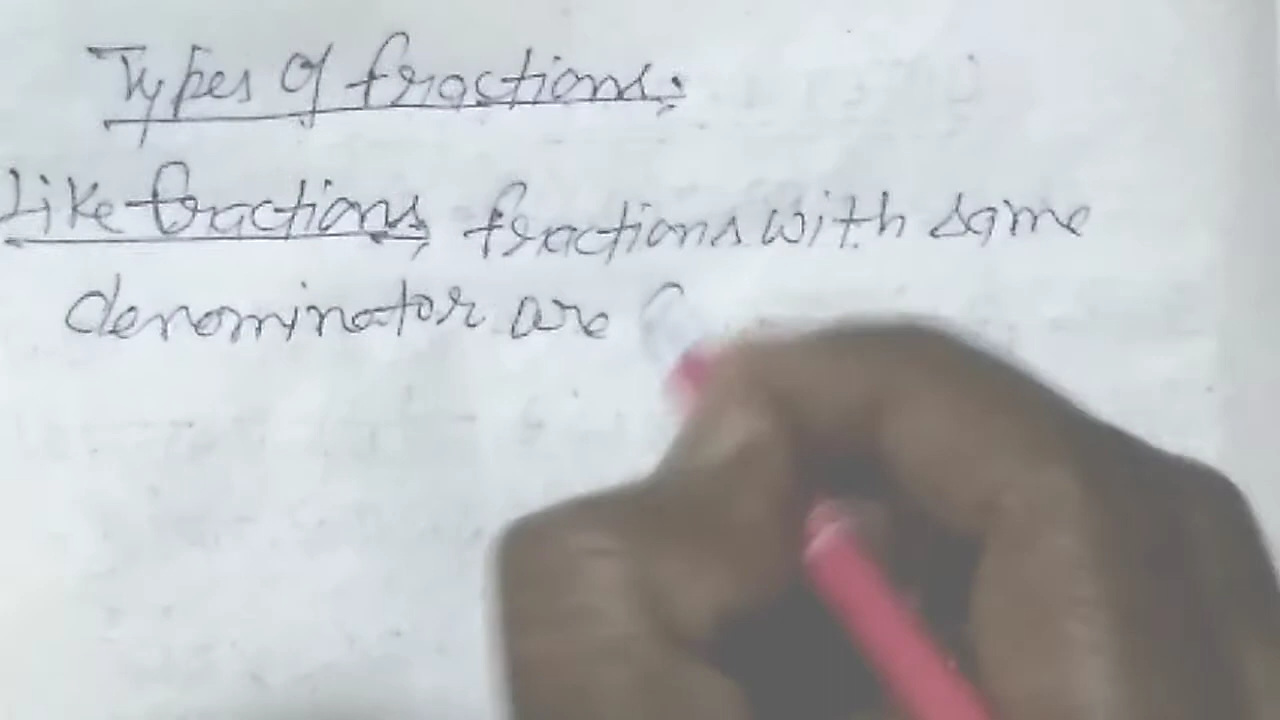 Types of fractions:
Like fractions, fractions with same
denominator are